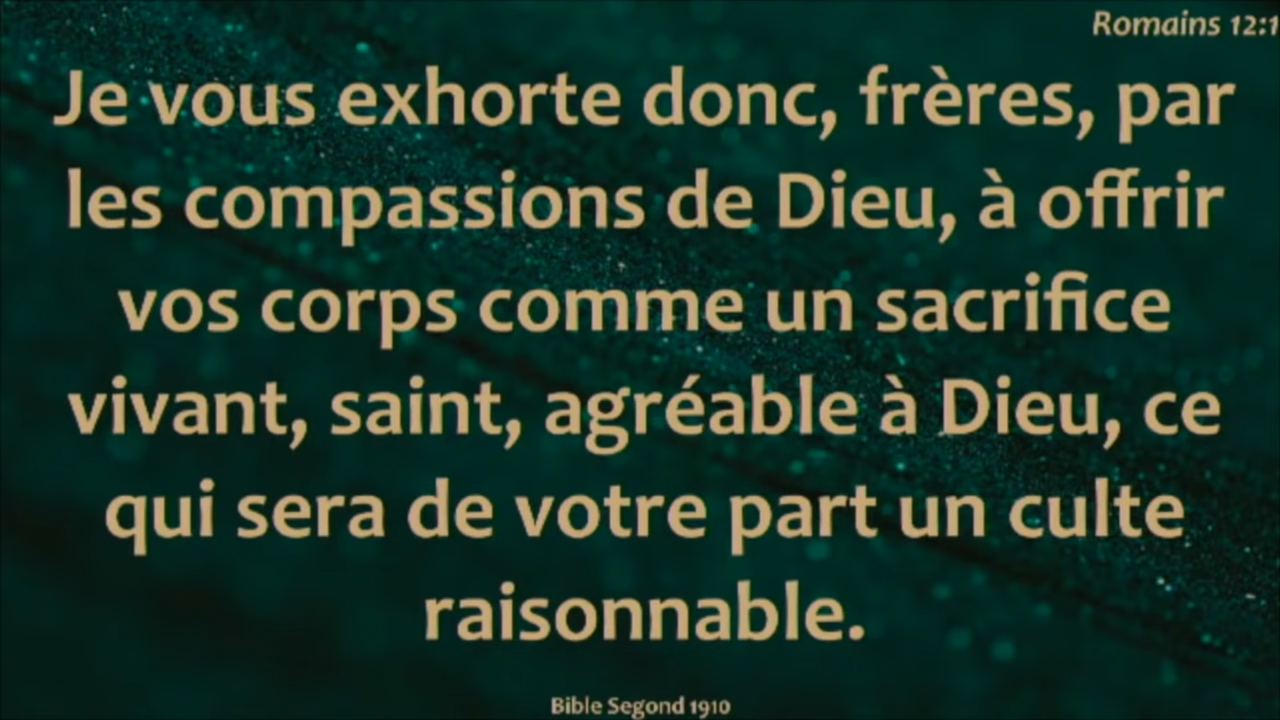 Romains 12:1
Je vous exhorte donc, frères, par
les compassions de Dieu, à offrir
vos corps comme un sacrifice
vivant, saint, agréable à Dieu, ce
qui sera de votre part un culte
raisonnable.
Bible Segond 1910